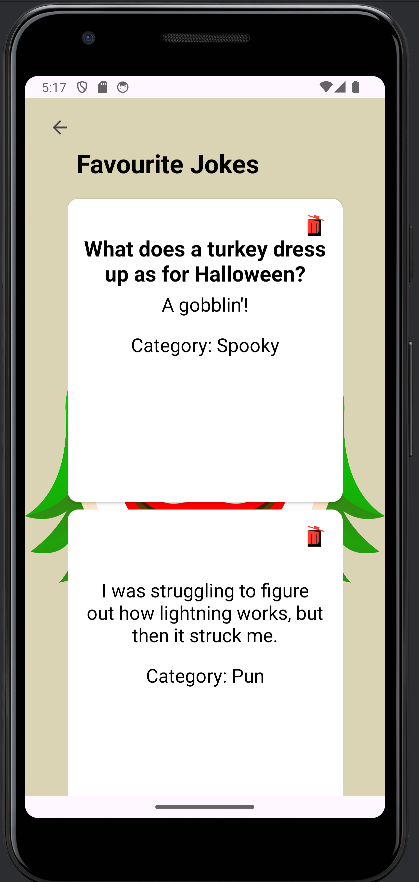 5:17
Favourite Jokes
What does a turkey dress
up as for Halloween?
A gobblin'!
Category: Spooky
I was struggling to figure
out how lightning works, but
then it struck me.
Category: Pun